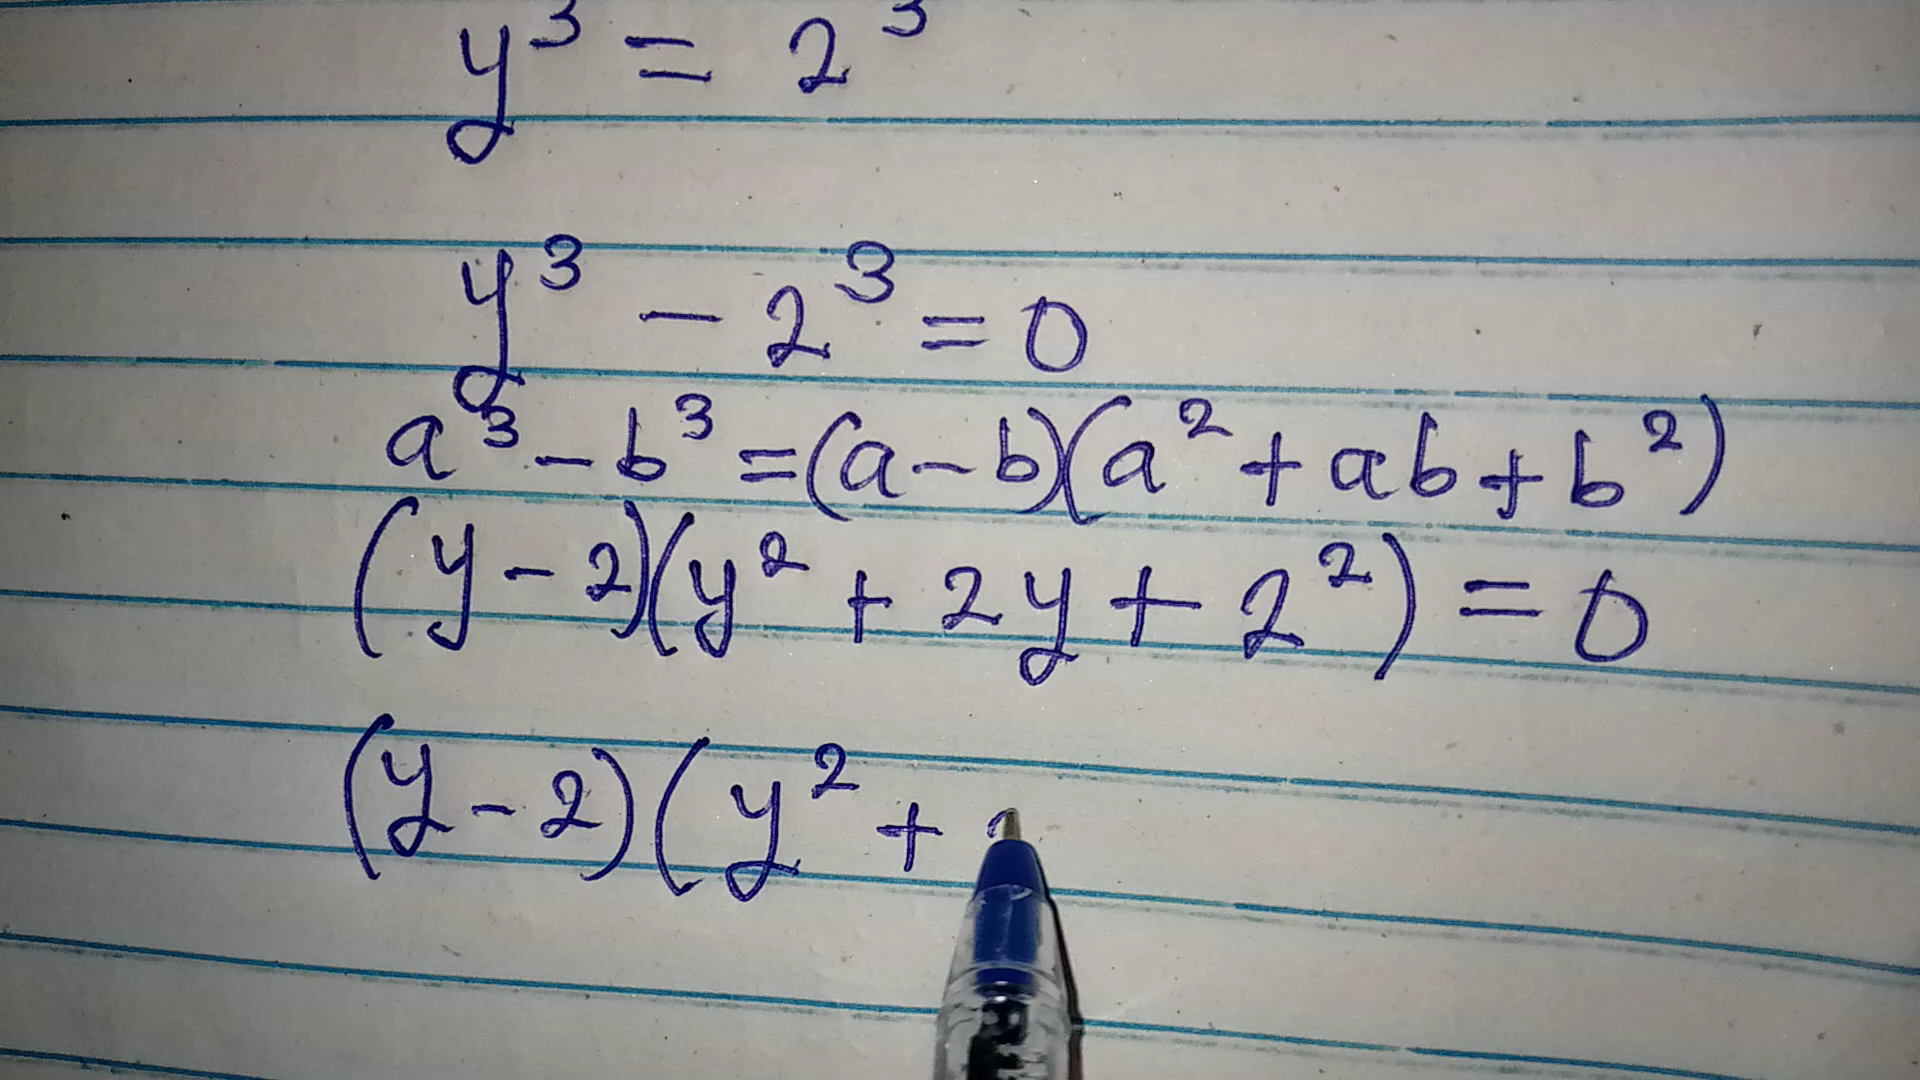 y³ = 2³
y³ - 2³ = 0
a³ - b³ = (a - b)(a² + ab + b²)
(y - 2)(y² + 2y + 2²) = 0
(y - 2)(y² +